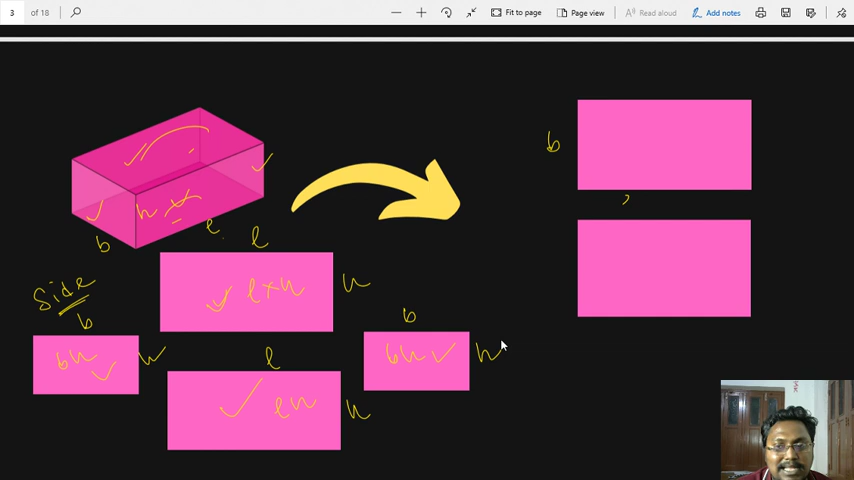 3 of 18
Fit to page
Page view
Read aloud
Add notes
b
h
l
b
l
Side
l×h
h
b
b
bh
h
l
bh
h
lh
h